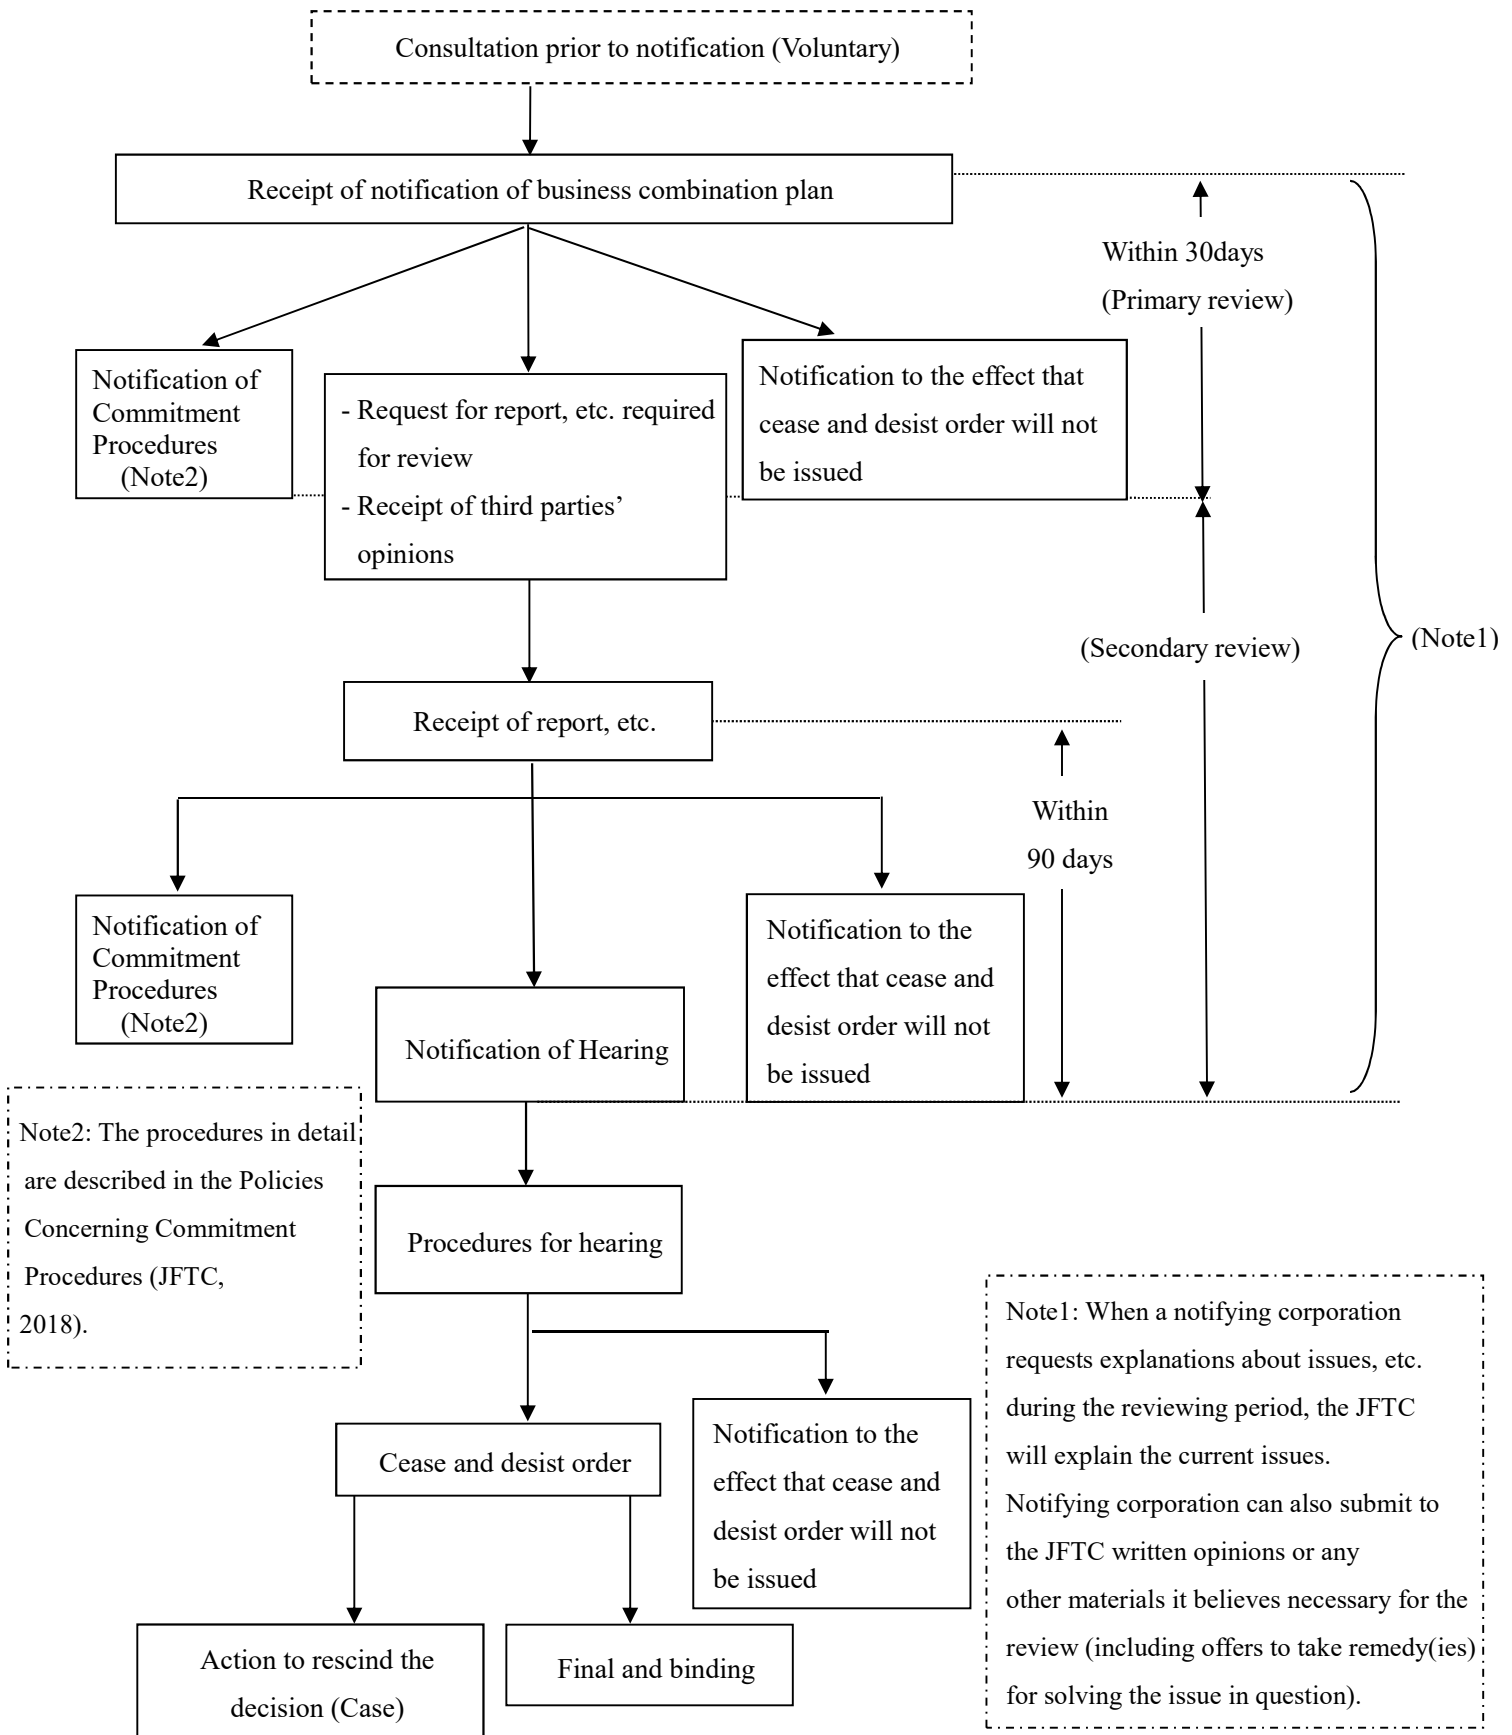 Consultation prior to notification (Voluntary)
Receipt of notification of business combination plan
Within 30days
(Primary review)
Notification of
Commitment
Procedures
(Note2)
- Request for report, etc. required
for review
- Receipt of third parties’
opinions
Notification to the effect that
cease and desist order will not
be issued
(Secondary review)
(Note1)
Receipt of report, etc.
Within
90 days
Notification of
Commitment
Procedures
(Note2)
Notification of Hearing
Notification to the
effect that cease and
desist order will not
be issued
Note2: The procedures in detail
are described in the Policies
Concerning Commitment
Procedures (JFTC,
2018).
Procedures for hearing
Cease and desist order
Notification to the
effect that cease and
desist order will not
be issued
Action to rescind the
decision (Case)
Final and binding
Note1: When a notifying corporation
requests explanations about issues, etc.
during the reviewing period, the JFTC
will explain the current issues.
Notifying corporation can also submit to
the JFTC written opinions or any
other materials it believes necessary for the
review (including offers to take remedy(ies)
for solving the issue in question).